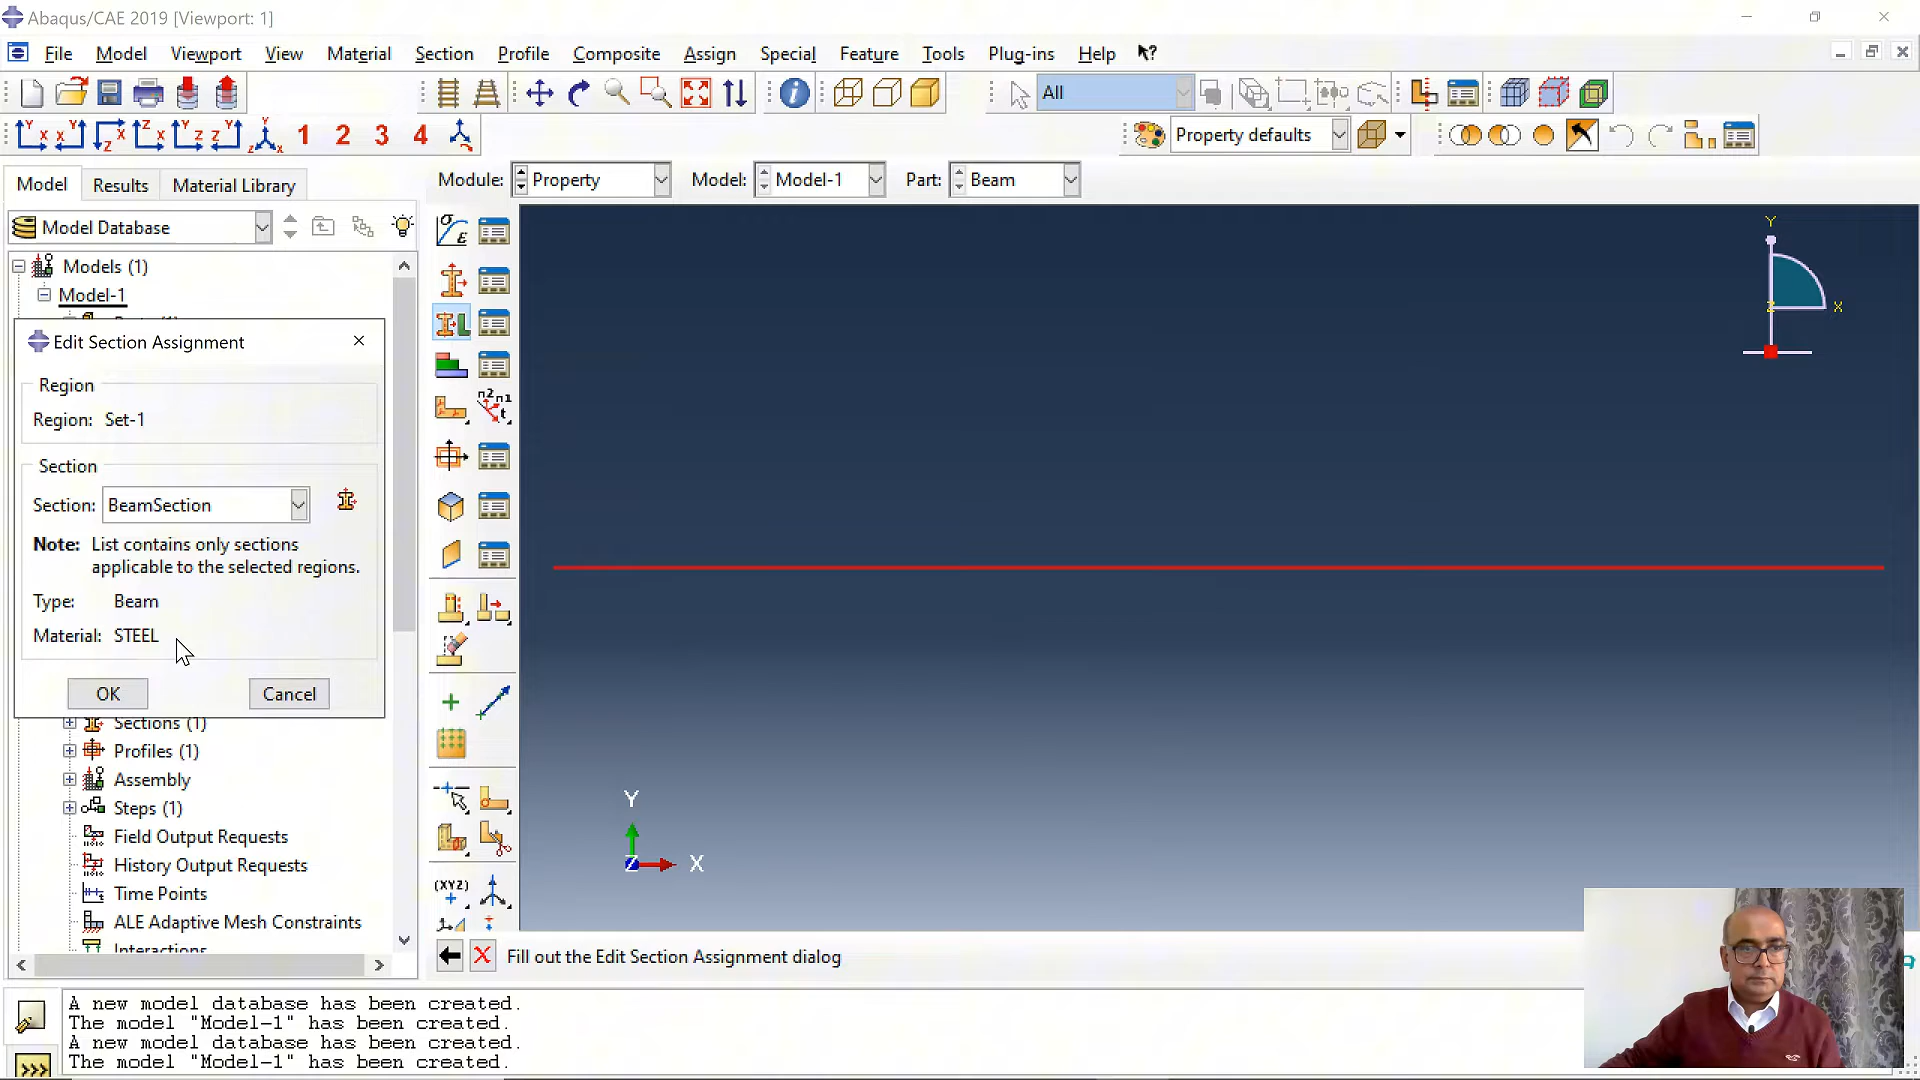 Abaqus/CAE 2019 [Viewport: 1]
File Model Viewport View Material Section Profile Composite Assign Special Feature Tools Plug-ins Help
All
1 2 3 4
Property defaults
Model Results Material Library
Module: Property Model: Model-1 Part: Beam
Model Database
Models (1)
Model-1
Edit Section Assignment
Region
Region: Set-1
Section
Section: BeamSection
Note: List contains only sections
applicable to the selected regions.
Type: Beam
Material: STEEL
OK Cancel
Sections (1)
Profiles (1)
Assembly
Steps (1)
Field Output Requests
History Output Requests
Time Points
ALE Adaptive Mesh Constraints
Interactions
Y
X
Z
Y
Z
X
Fill out the Edit Section Assignment dialog
A new model database has been created.
The model "Model-1" has been created.
A new model database has been created.
The model "Model-1" has been created.